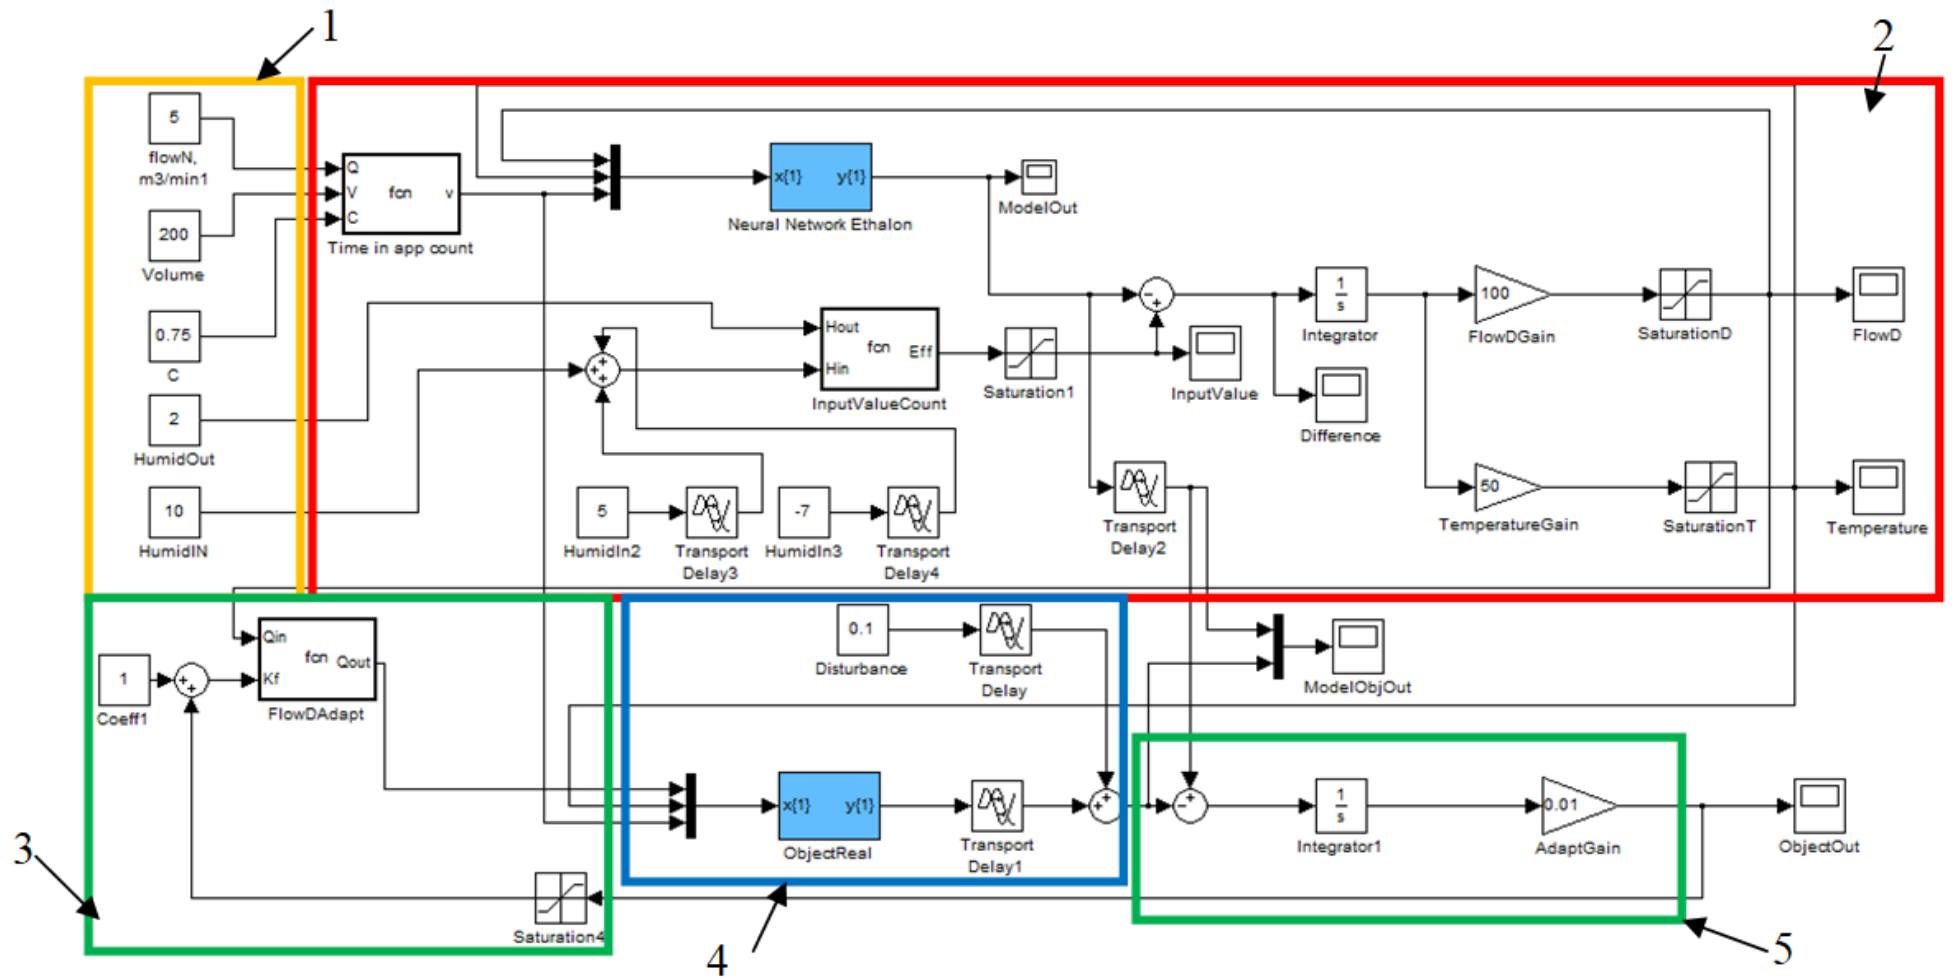 1
2
5
flowN,
m3/min1
200
Volume
0.75
C
2
HumidOut
10
HumidIN
Q
V
C
fcn
v
Time in app count
x{1}
y{1}
Neural Network Ethalon
ModelOut
Hout
Hin
fcn
Eff
InputValueCount
Saturation1
InputValue
- +
+ + +
1
s
Integrator
Difference
100
FlowDGain
SaturationD
FlowD
50
TemperatureGain
SaturationT
Temperature
5
HumidIn2
Transport
Delay3
-7
HumidIn3
Transport
Delay4
Transport
Delay2
Qin
Kf
fcn
Qout
FlowDAdapt
1
Coeff1
+ +
0.1
Disturbance
Transport
Delay
ModelObjOut
x{1}
y{1}
ObjectReal
Transport
Delay1
+ +
- +
1
s
Integrator1
0.01
AdaptGain
ObjectOut
Saturation4
3
4
5